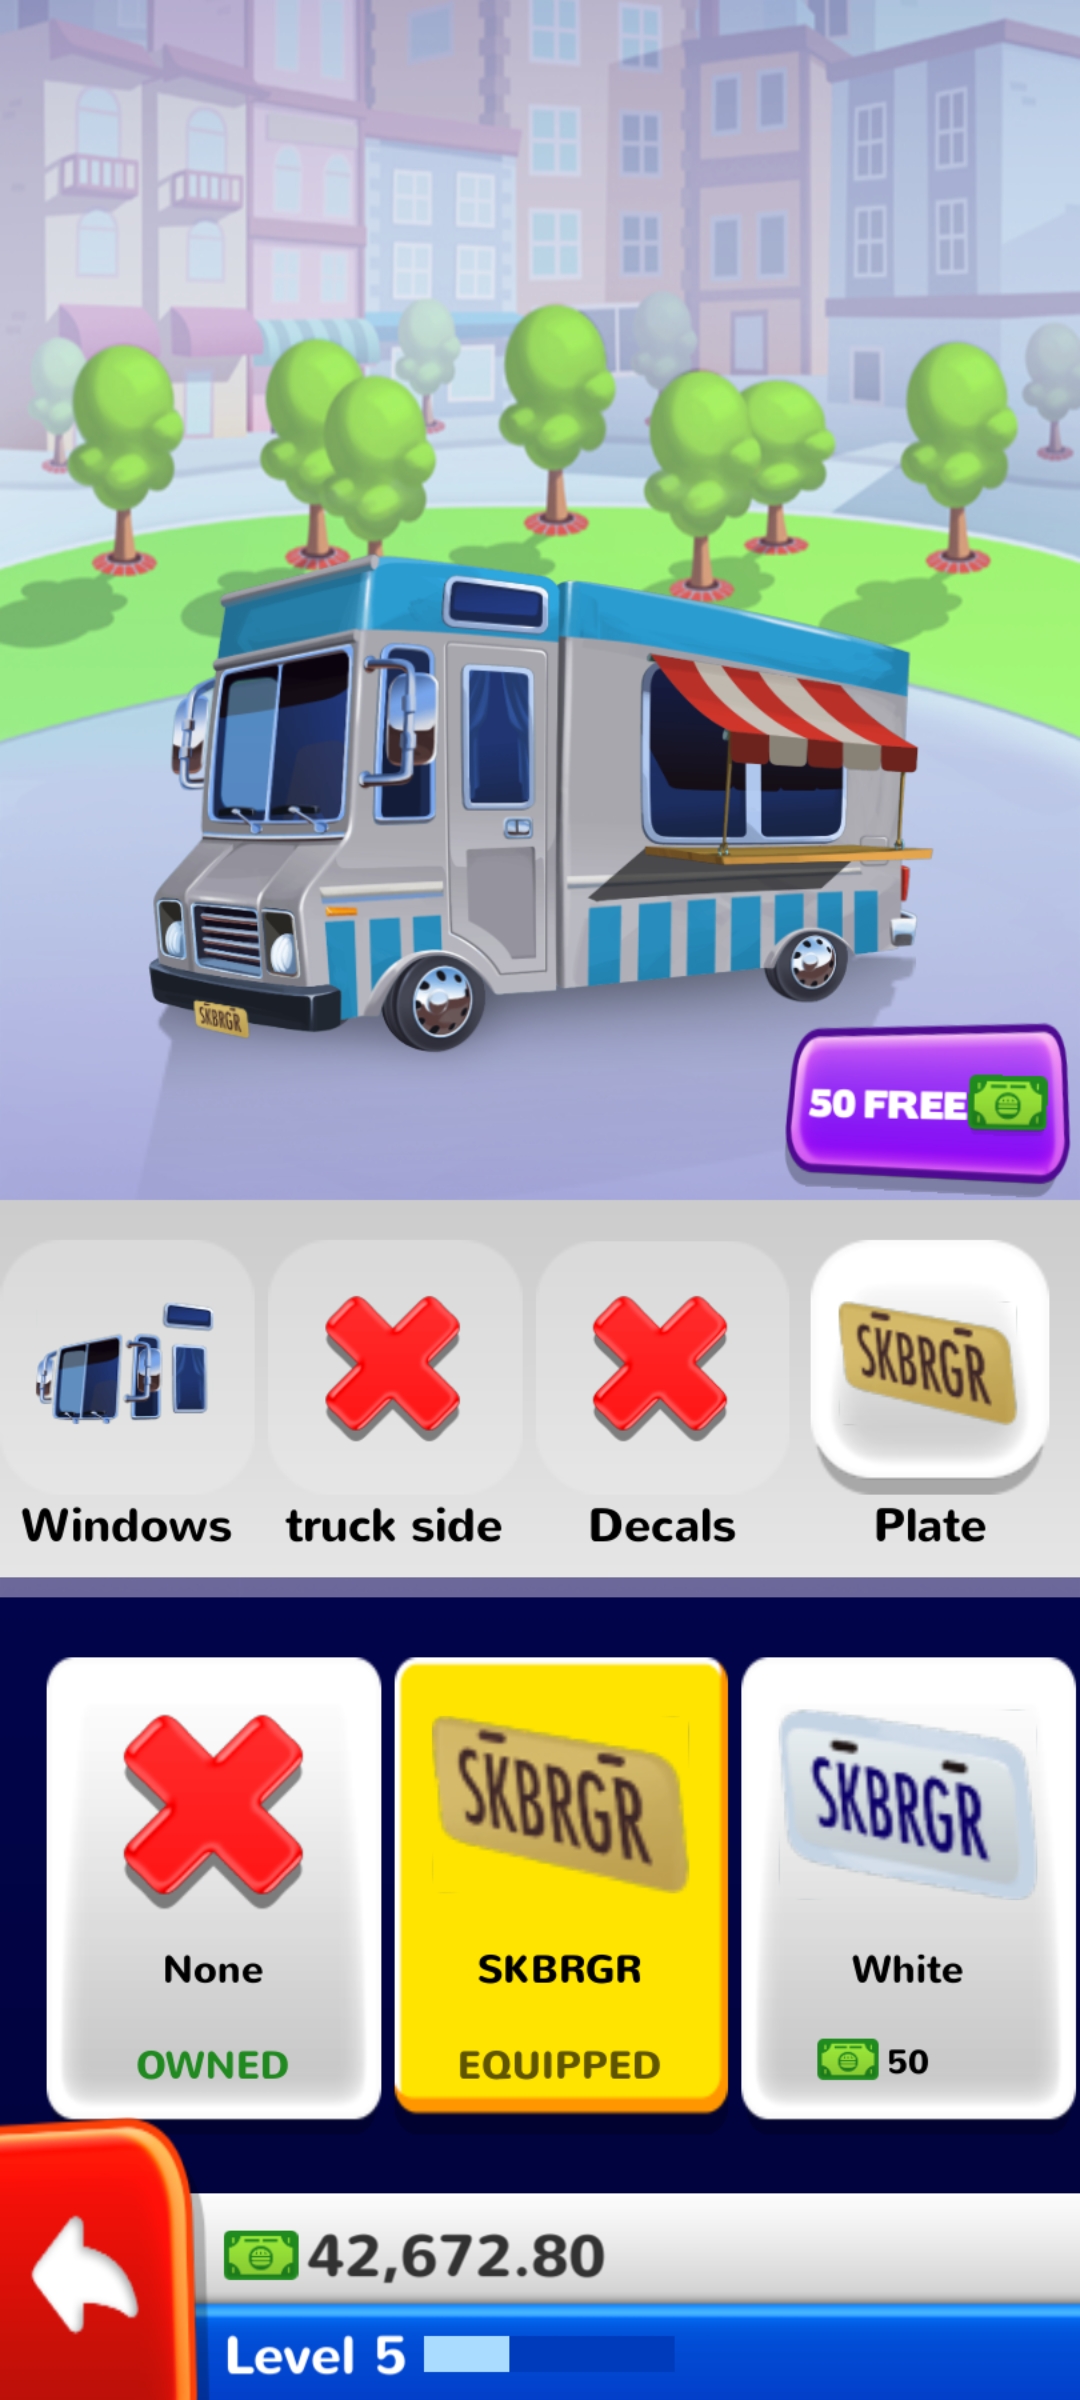 SKBRGR
50 FREE
SKBRGR
Windows
truck side
Decals
Plate
SKBRGR
SKBRGR
None
SKBRGR
White
OWNED
EQUIPPED
50
42,672.80
Level 5